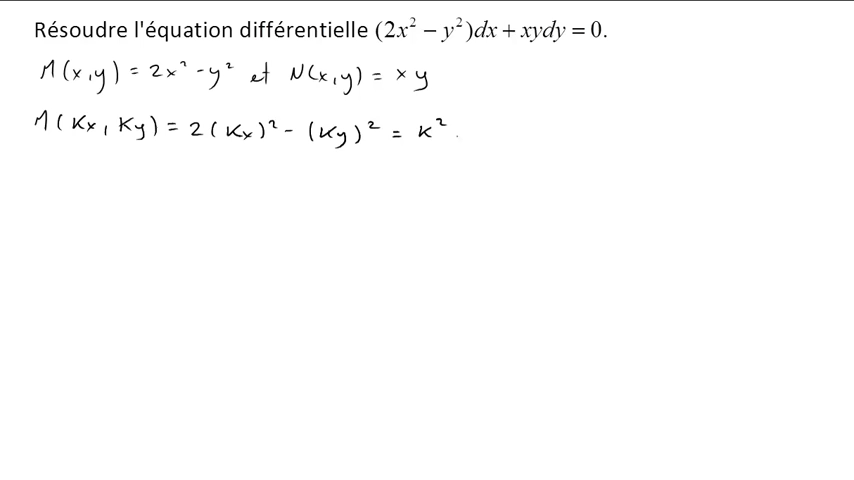 Résoudre l'équation différentielle (2x² − y²)dx + xydy = 0.
M(x,y) = 2x² - y² et N(x,y) = xy
M(Kx, Ky) = 2(Kx)² - (Ky)² = K²